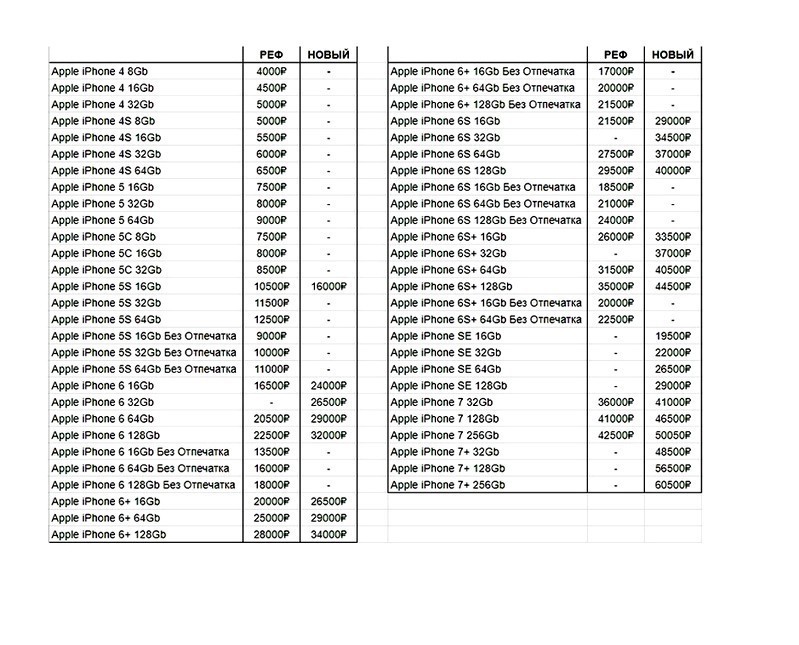 РЕФ НОВЫЙ
Apple iPhone 4 8Gb 4000₽ -
Apple iPhone 4 16Gb 4500₽ -
Apple iPhone 4 32Gb 5000₽ -
Apple iPhone 4S 8Gb 5000₽ -
Apple iPhone 4S 16Gb 5500₽ -
Apple iPhone 4S 32Gb 6000₽ -
Apple iPhone 4S 64Gb 6500₽ -
Apple iPhone 5 16Gb 7500₽ -
Apple iPhone 5 32Gb 8000₽ -
Apple iPhone 5 64Gb 9000₽ -
Apple iPhone 5C 8Gb 7500₽ -
Apple iPhone 5C 16Gb 8000₽ -
Apple iPhone 5C 32Gb 8500₽ -
Apple iPhone 5S 16Gb 10500₽ 16000₽
Apple iPhone 5S 32Gb 11500₽ -
Apple iPhone 5S 64Gb 12500₽ -
Apple iPhone 5S 16Gb Без Отпечатка 9000₽ -
Apple iPhone 5S 32Gb Без Отпечатка 10000₽ -
Apple iPhone 5S 64Gb Без Отпечатка 11000₽ -
Apple iPhone 6 16Gb 16500₽ 24000₽
Apple iPhone 6 32Gb - 26500₽
Apple iPhone 6 64Gb 20500₽ 29000₽
Apple iPhone 6 128Gb 22500₽ 32000₽
Apple iPhone 6 16Gb Без Отпечатка 13500₽ -
Apple iPhone 6 64Gb Без Отпечатка 16000₽ -
Apple iPhone 6 128Gb Без Отпечатка 18000₽ -
Apple iPhone 6+ 16Gb 20000₽ 26500₽
Apple iPhone 6+ 64Gb 25000₽ 29000₽
Apple iPhone 6+ 128Gb 28000₽ 34000₽
РЕФ НОВЫЙ
Apple iPhone 6+ 16Gb Без Отпечатка 17000₽ -
Apple iPhone 6+ 64Gb Без Отпечатка 20000₽ -
Apple iPhone 6+ 128Gb Без Отпечатка 21500₽ -
Apple iPhone 6S 16Gb 21500₽ 29000₽
Apple iPhone 6S 32Gb - 34500₽
Apple iPhone 6S 64Gb 27500₽ 37000₽
Apple iPhone 6S 128Gb 29500₽ 40000₽
Apple iPhone 6S 16Gb Без Отпечатка 18500₽ -
Apple iPhone 6S 64Gb Без Отпечатка 21000₽ -
Apple iPhone 6S 128Gb Без Отпечатка 24000₽ -
Apple iPhone 6S+ 16Gb 26000₽ 33500₽
Apple iPhone 6S+ 32Gb - 37000₽
Apple iPhone 6S+ 64Gb 31500₽ 40500₽
Apple iPhone 6S+ 128Gb 35000₽ 44500₽
Apple iPhone 6S+ 16Gb Без Отпечатка 20000₽ -
Apple iPhone 6S+ 64Gb Без Отпечатка 22500₽ -
Apple iPhone SE 16Gb - 19500₽
Apple iPhone SE 32Gb - 22000₽
Apple iPhone SE 64Gb - 26500₽
Apple iPhone SE 128Gb - 29000₽
Apple iPhone 7 32Gb 36000₽ 41000₽
Apple iPhone 7 128Gb 41000₽ 46500₽
Apple iPhone 7 256Gb 42500₽ 50050₽
Apple iPhone 7+ 32Gb - 48500₽
Apple iPhone 7+ 128Gb - 56500₽
Apple iPhone 7+ 256Gb - 60500₽